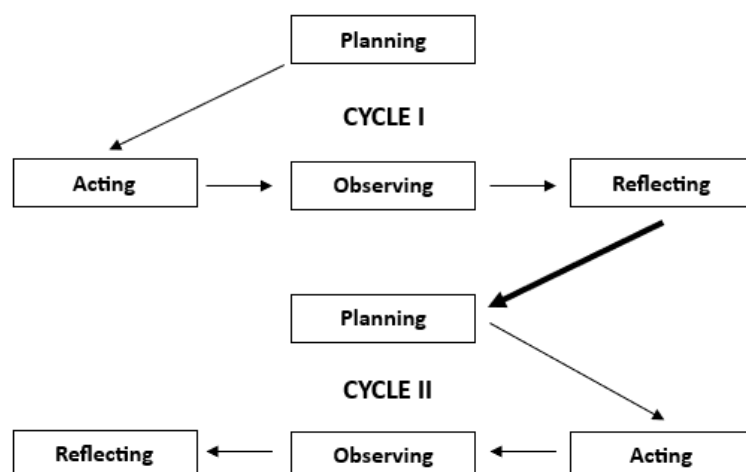 Planning
CYCLE I
Acting
Observing
Reflecting
Planning
CYCLE II
Reflecting
Observing
Acting